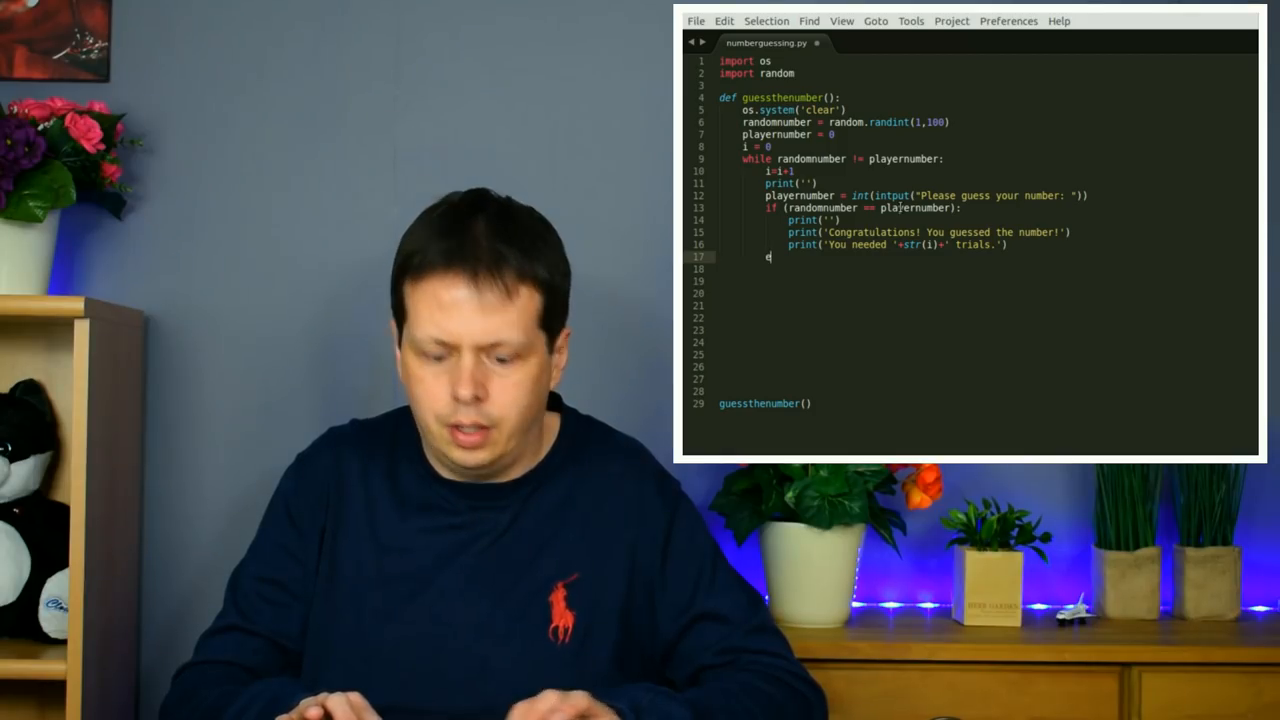 File Edit Selection Find View Goto Tools Project Preferences Help
numberguessing.py
1 import os
2 import random
3
4 def guessthenumber():
5 os.system('clear')
6 randomnumber = random.randint(1,100)
7 playernumber = 0
8 i = 0
9 while randomnumber != playernumber:
10 i=i+1
11 print('')
12 playernumber = int(intput("Please guess your number: "))
13 if (randomnumber == playernumber):
14 print('')
15 print('Congratulations! You guessed the number!')
16 print('You needed '+str(i)+' trials.')
17 e
18
19
20
21
22
23
24
25
26
27
28
29 guessthenumber()
HERB GARDEN